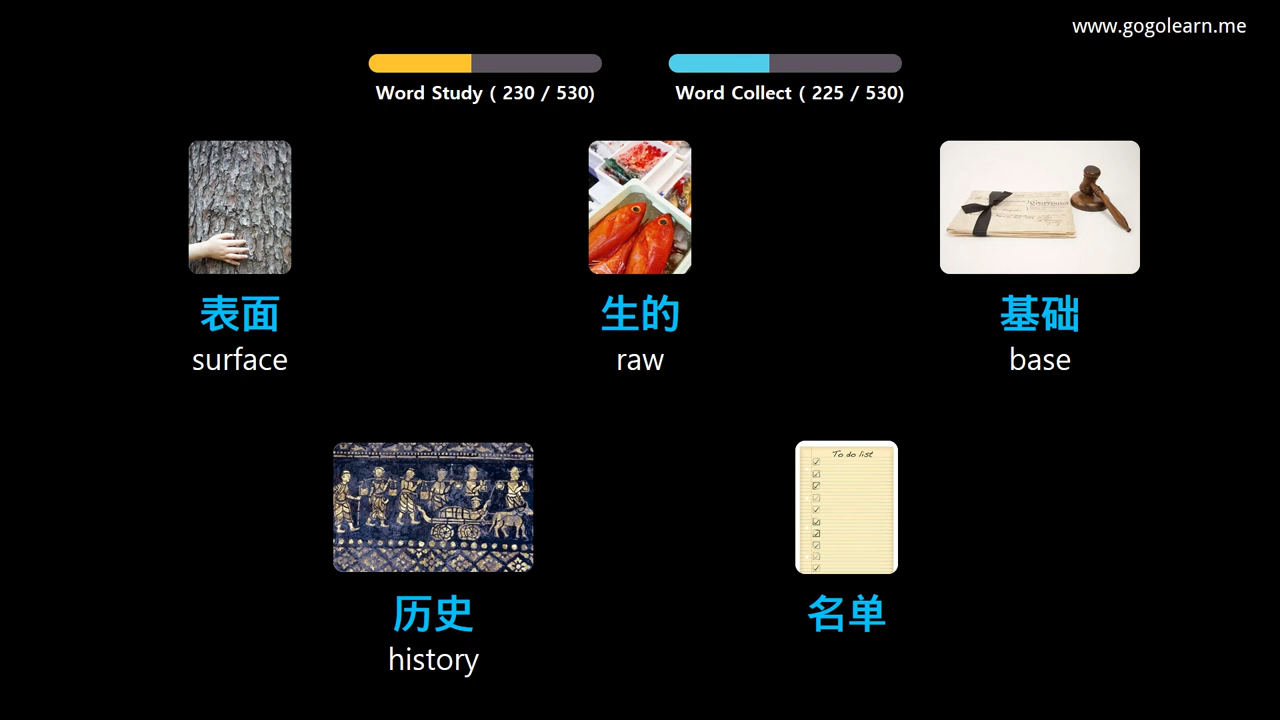 www.gogolearn.me
Word Study ( 230 / 530)
Word Collect ( 225 / 530)
表面
surface
生的
raw
基础
base
历史
history
To do list
名单